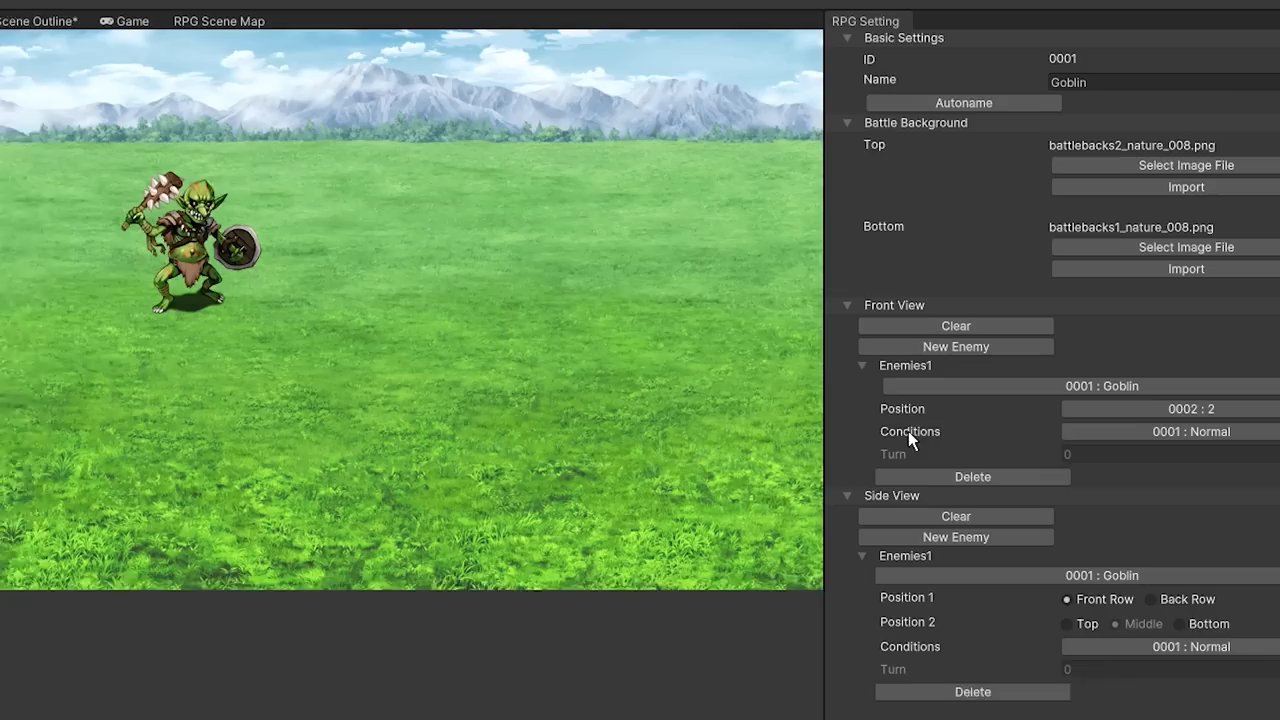 Scene Outline* Game RPG Scene Map RPG Setting
Basic Settings
ID 0001
Name Goblin
Autoname
Battle Background
Top battlebacks2_nature_008.png
Select Image File
Import
Bottom battlebacks1_nature_008.png
Select Image File
Import
Front View
Clear
New Enemy
Enemies1
0001 : Goblin
Position 0002 : 2
Conditions 0001 : Normal
Turn 0
Delete
Side View
Clear
New Enemy
Enemies1
0001 : Goblin
Position 1 Front Row Back Row
Position 2 Top Middle Bottom
Conditions 0001 : Normal
Turn 0
Delete